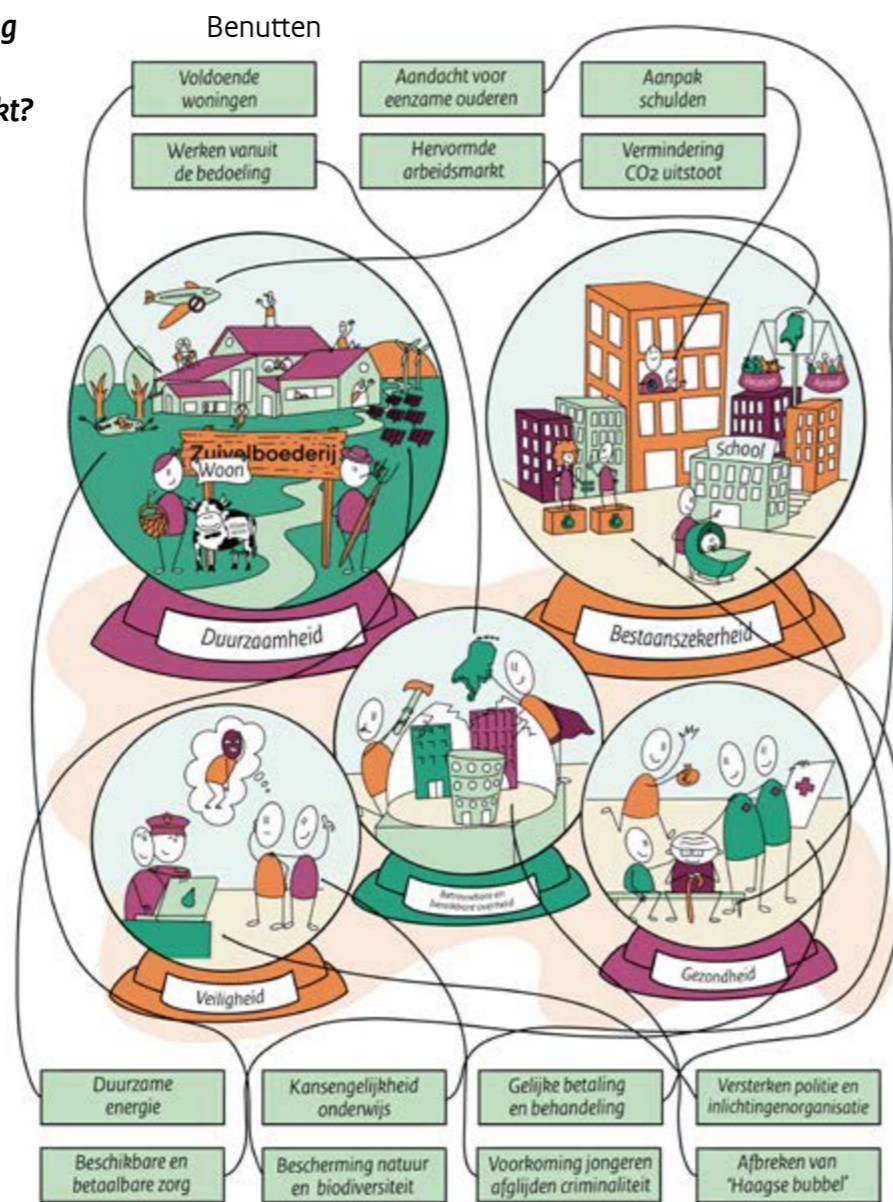 g
Benutten
kt?
Voldoende
woningen
Aandacht voor
eenzame ouderen
Aanpak
schulden
Werken vanuit
de bedoeling
Hervormde
arbeidsmarkt
Vermindering
CO2 uitstoot
Zuivelboederij
Woon
School
Duurzaamheid
Bestaanszekerheid
Betrouwbare en
bereikbare overheid
Veiligheid
Gezondheid
Duurzame
energie
Kansengelijkheid
onderwijs
Gelijke betaling
en behandeling
Versterken politie en
inlichtingenorganisatie
Beschikbare en
betaalbare zorg
Bescherming natuur
en biodiversiteit
Voorkoming jongeren
afglijden criminaliteit
Afbreken van
"Haagse bubbel"